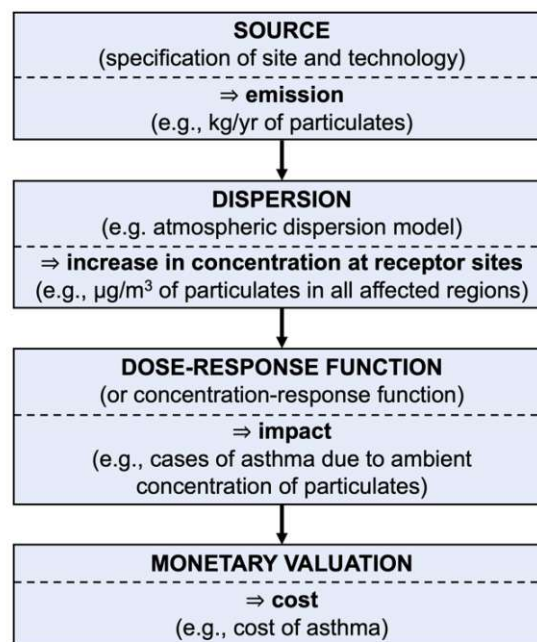 SOURCE
(specification of site and technology)
⇒ emission
(e.g., kg/yr of particulates)
DISPERSION
(e.g. atmospheric dispersion model)
⇒ increase in concentration at receptor sites
(e.g., µg/m³ of particulates in all affected regions)
DOSE-RESPONSE FUNCTION
(or concentration-response function)
⇒ impact
(e.g., cases of asthma due to ambient
concentration of particulates)
MONETARY VALUATION
⇒ cost
(e.g., cost of asthma)